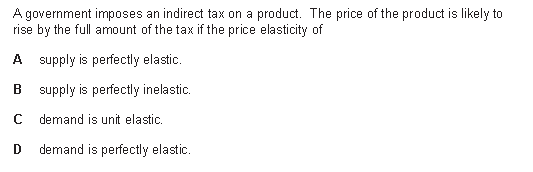 A government imposes an indirect tax on a product. The price of the product is likely to
rise by the full amount of the tax if the price elasticity of
A supply is perfectly elastic.
B supply is perfectly inelastic.
C demand is unit elastic.
D demand is perfectly elastic.